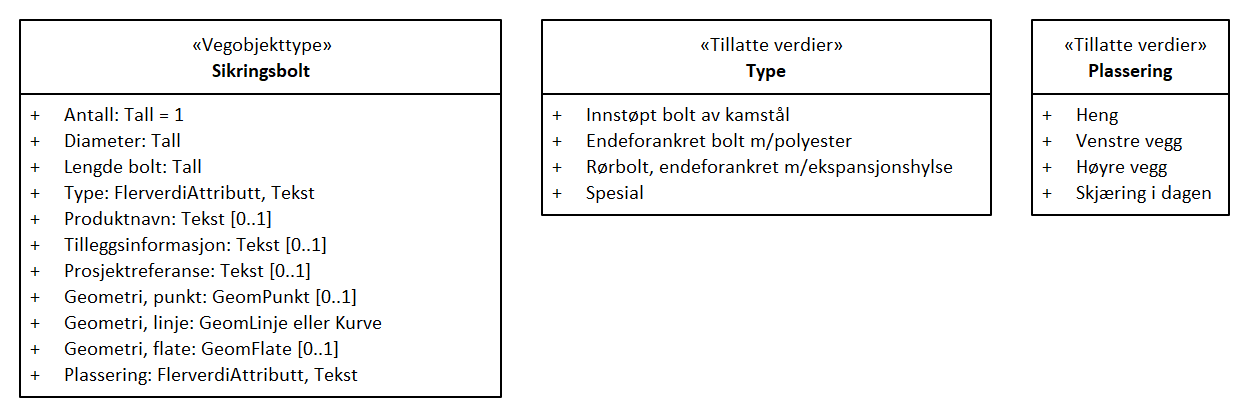 «Vegobjekttype»
Sikringsbolt
+ Antall: Tall = 1
+ Diameter: Tall
+ Lengde bolt: Tall
+ Type: FlerverdiAttributt, Tekst
+ Produktnavn: Tekst [0..1]
+ Tilleggsinformasjon: Tekst [0..1]
+ Prosjektreferanse: Tekst [0..1]
+ Geometri, punkt: GeomPunkt [0..1]
+ Geometri, linje: GeomLinje eller Kurve
+ Geometri, flate: GeomFlate [0..1]
+ Plassering: FlerverdiAttributt, Tekst
«Tillatte verdier»
Type
+ Innstøpt bolt av kamstål
+ Endeforankret bolt m/polyester
+ Rørbolt, endeforankret m/ekspansjonshylse
+ Spesial
«Tillatte verdier»
Plassering
+ Heng
+ Venstre vegg
+ Høyre vegg
+ Skjæring i dagen